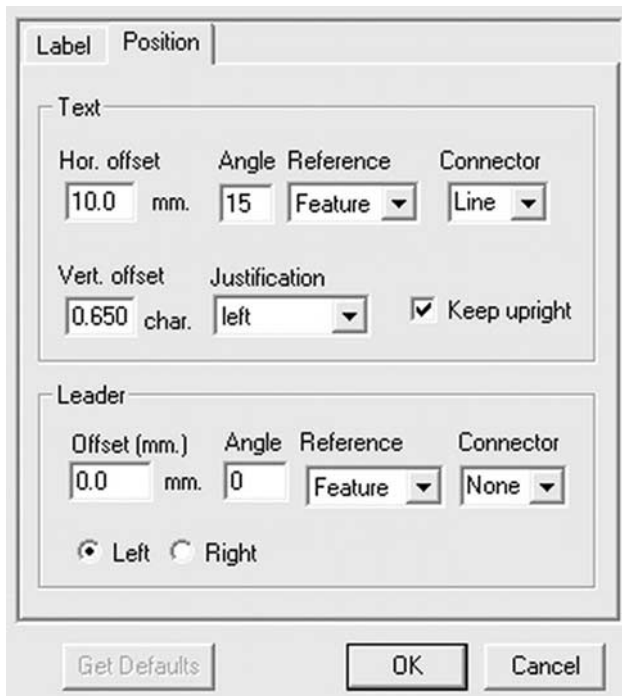 Label Position
Text
Hor. offset Angle Reference Connector
10.0 mm. 15 Feature Line
Vert. offset Justification
0.650 char. left Keep upright
Leader
Offset (mm.) Angle Reference Connector
0.0 mm. 0 Feature None
Left Right
Get Defaults OK Cancel